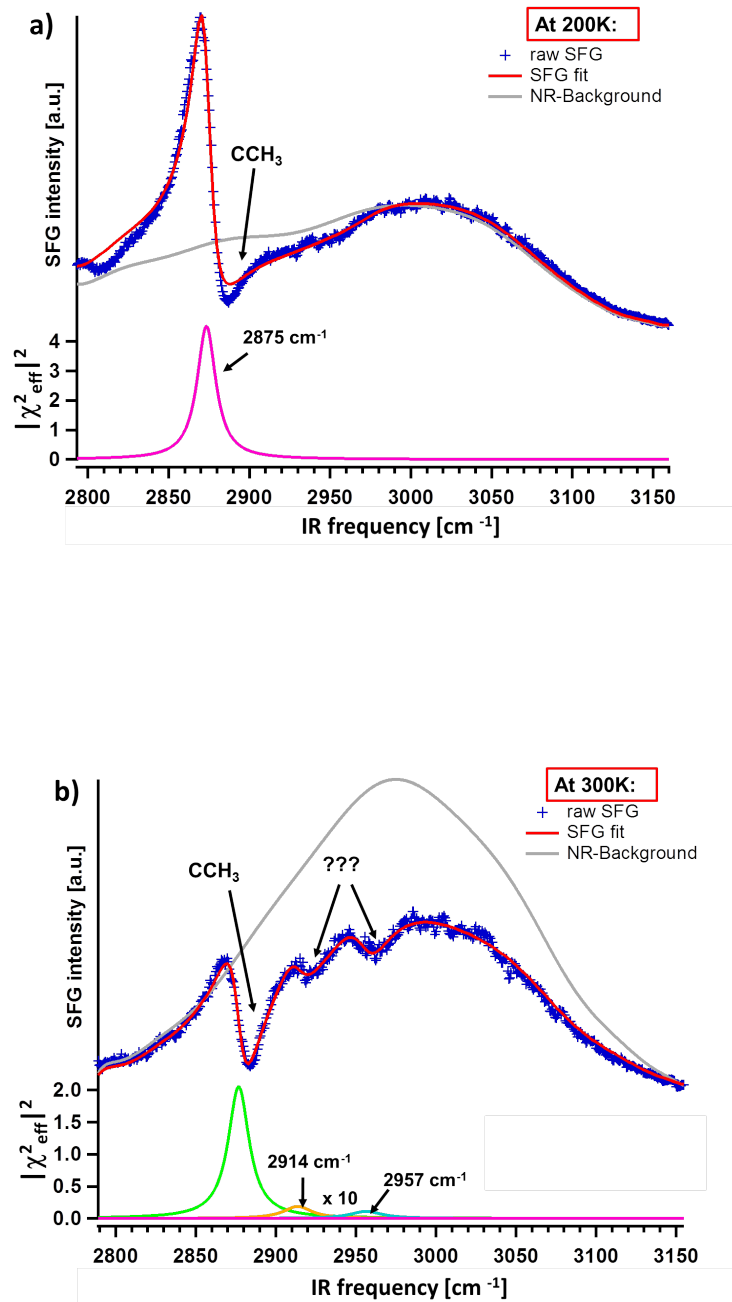 a)
At 200K:
raw SFG
SFG fit
NR-Background
CCH3
SFG intensity [a.u.]
2875 cm-1
|χ2eff|2
4
3
2
1
0
2800 2850 2900 2950 3000 3050 3100 3150
IR frequency [cm -1]
b)
At 300K:
raw SFG
SFG fit
NR-Background
CCH3
???
SFG intensity [a.u.]
|χ2eff|2
2.0
1.5
1.0
0.5
0.0
2914 cm-1
x 10
2957 cm-1
2800 2850 2900 2950 3000 3050 3100 3150
IR frequency [cm -1]